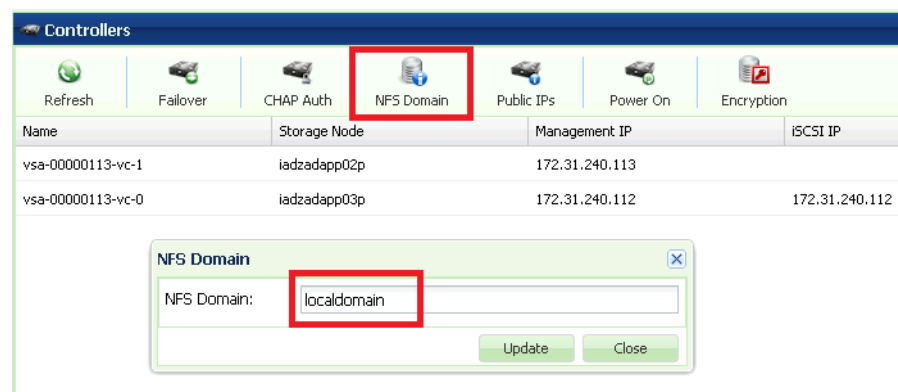 Controllers
Refresh Failover CHAP Auth NFS Domain Public IPs Power On Encryption
Name Storage Node Management IP iSCSI IP
vsa-00000113-vc-1 iadzadapp02p 172.31.240.113
vsa-00000113-vc-0 iadzadapp03p 172.31.240.112 172.31.240.112
NFS Domain
NFS Domain: localdomain
Update Close